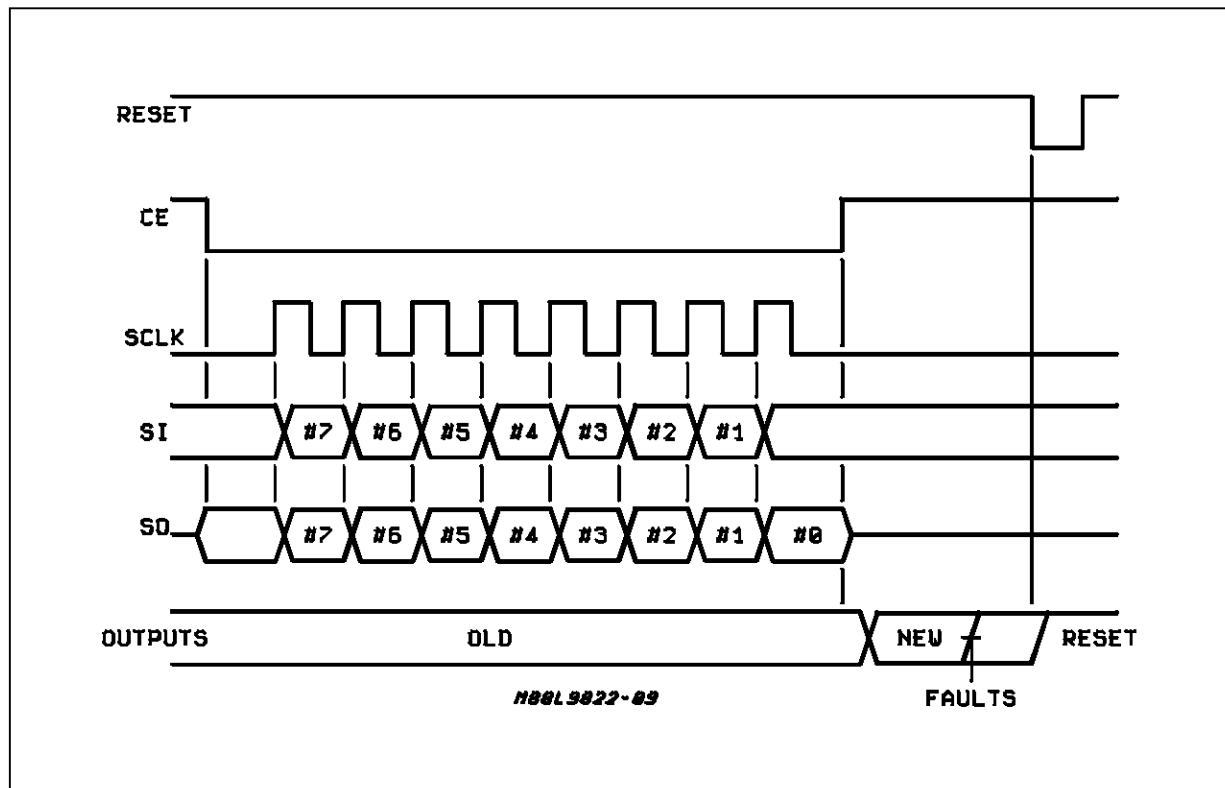 RESET
CE
SCLK
SI #7 #6 #5 #4 #3 #2 #1
SO #7 #6 #5 #4 #3 #2 #1 #0
OUTPUTS OLD NEW RESET
M88L9822-09 FAULTS